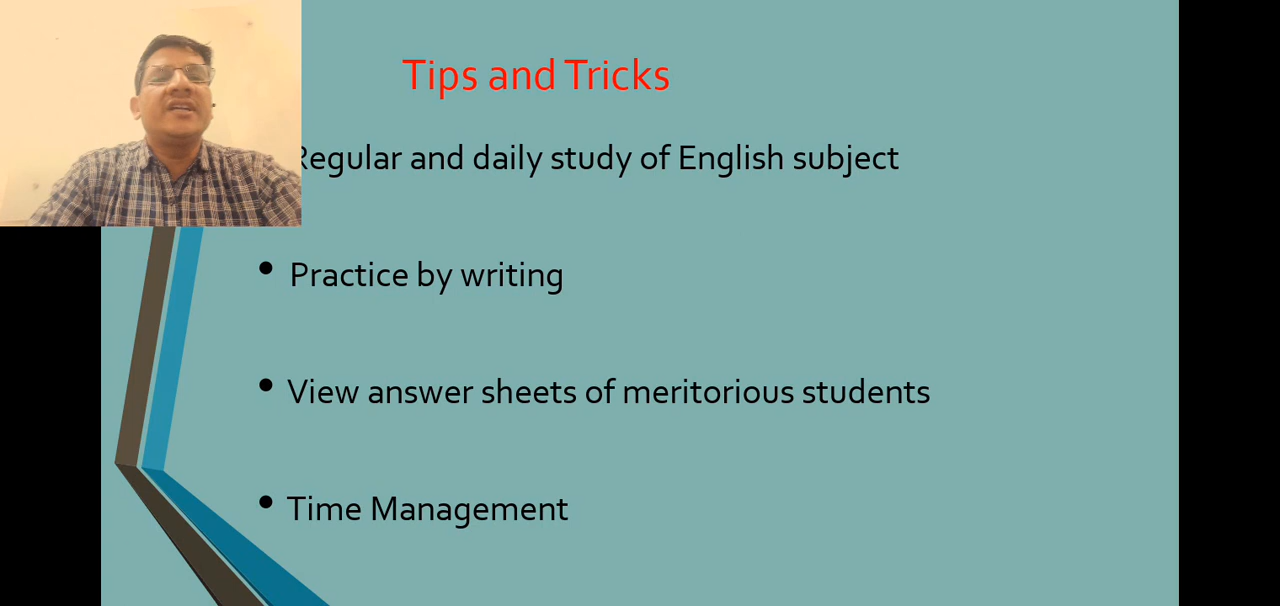 Tips and Tricks
Regular and daily study of English subject
• Practice by writing
• View answer sheets of meritorious students
• Time Management